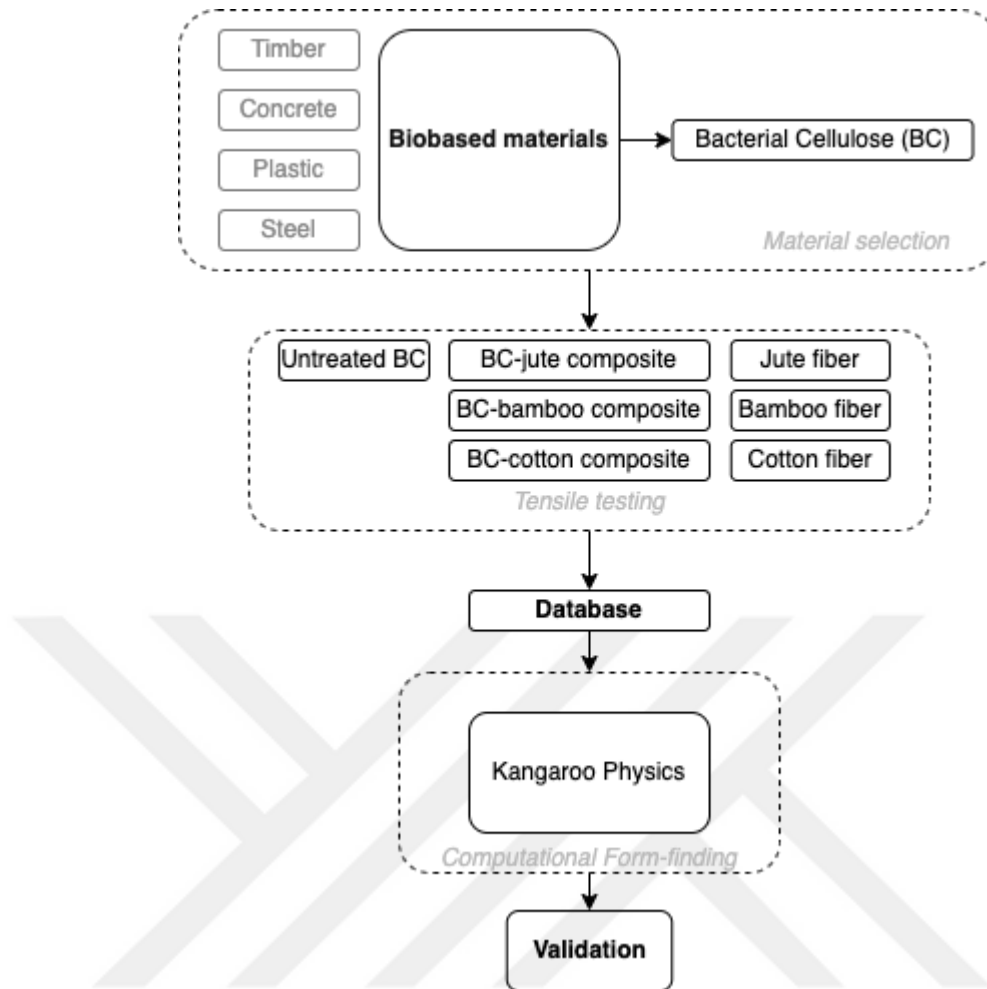 Timber
Concrete
Plastic
Steel
Biobased materials
Bacterial Cellulose (BC)
Material selection
Untreated BC
BC-jute composite
Jute fiber
BC-bamboo composite
Bamboo fiber
BC-cotton composite
Cotton fiber
Tensile testing
Database
Kangaroo Physics
Computational Form-finding
Validation